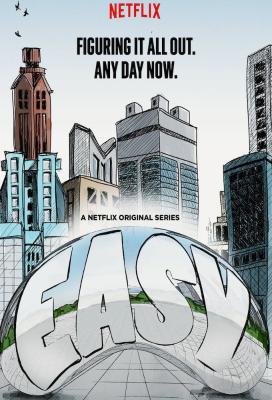 NETFLIX
FIGURING IT ALL OUT.
ANY DAY NOW.
A NETFLIX ORIGINAL SERIES
EASY